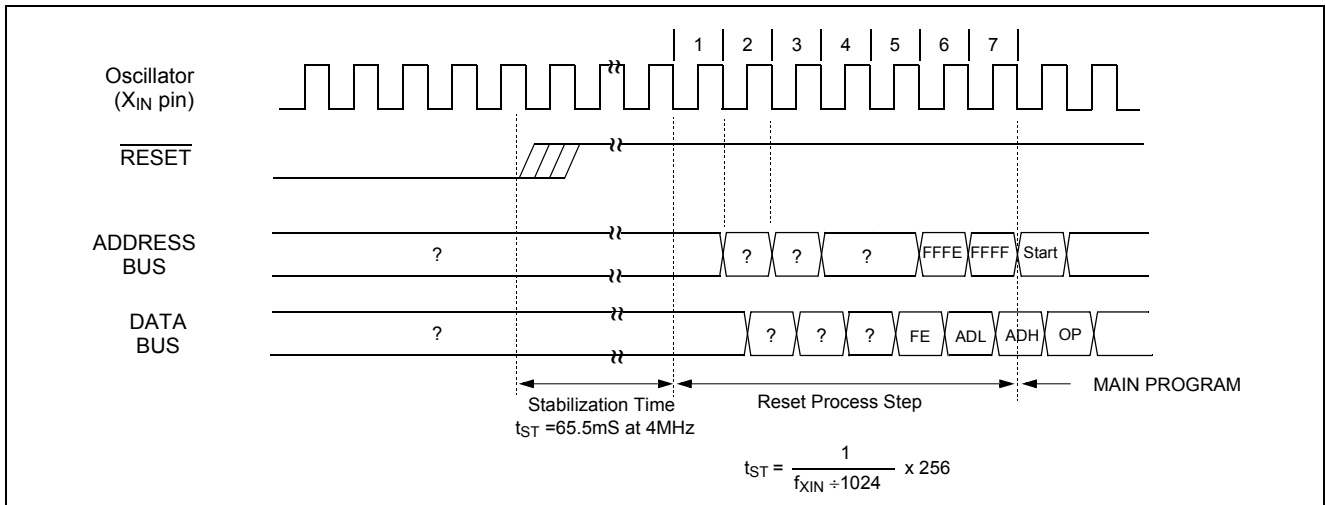 1 2 3 4 5 6 7
Oscillator
(XIN pin)
RESET
ADDRESS
BUS
? ? ? ? FFFE FFFF Start
DATA
BUS
? ? ? ? FE ADL ADH OP
MAIN PROGRAM
Stabilization Time
tST =65.5mS at 4MHz
Reset Process Step
tST = 1 x 256
fXIN ÷1024